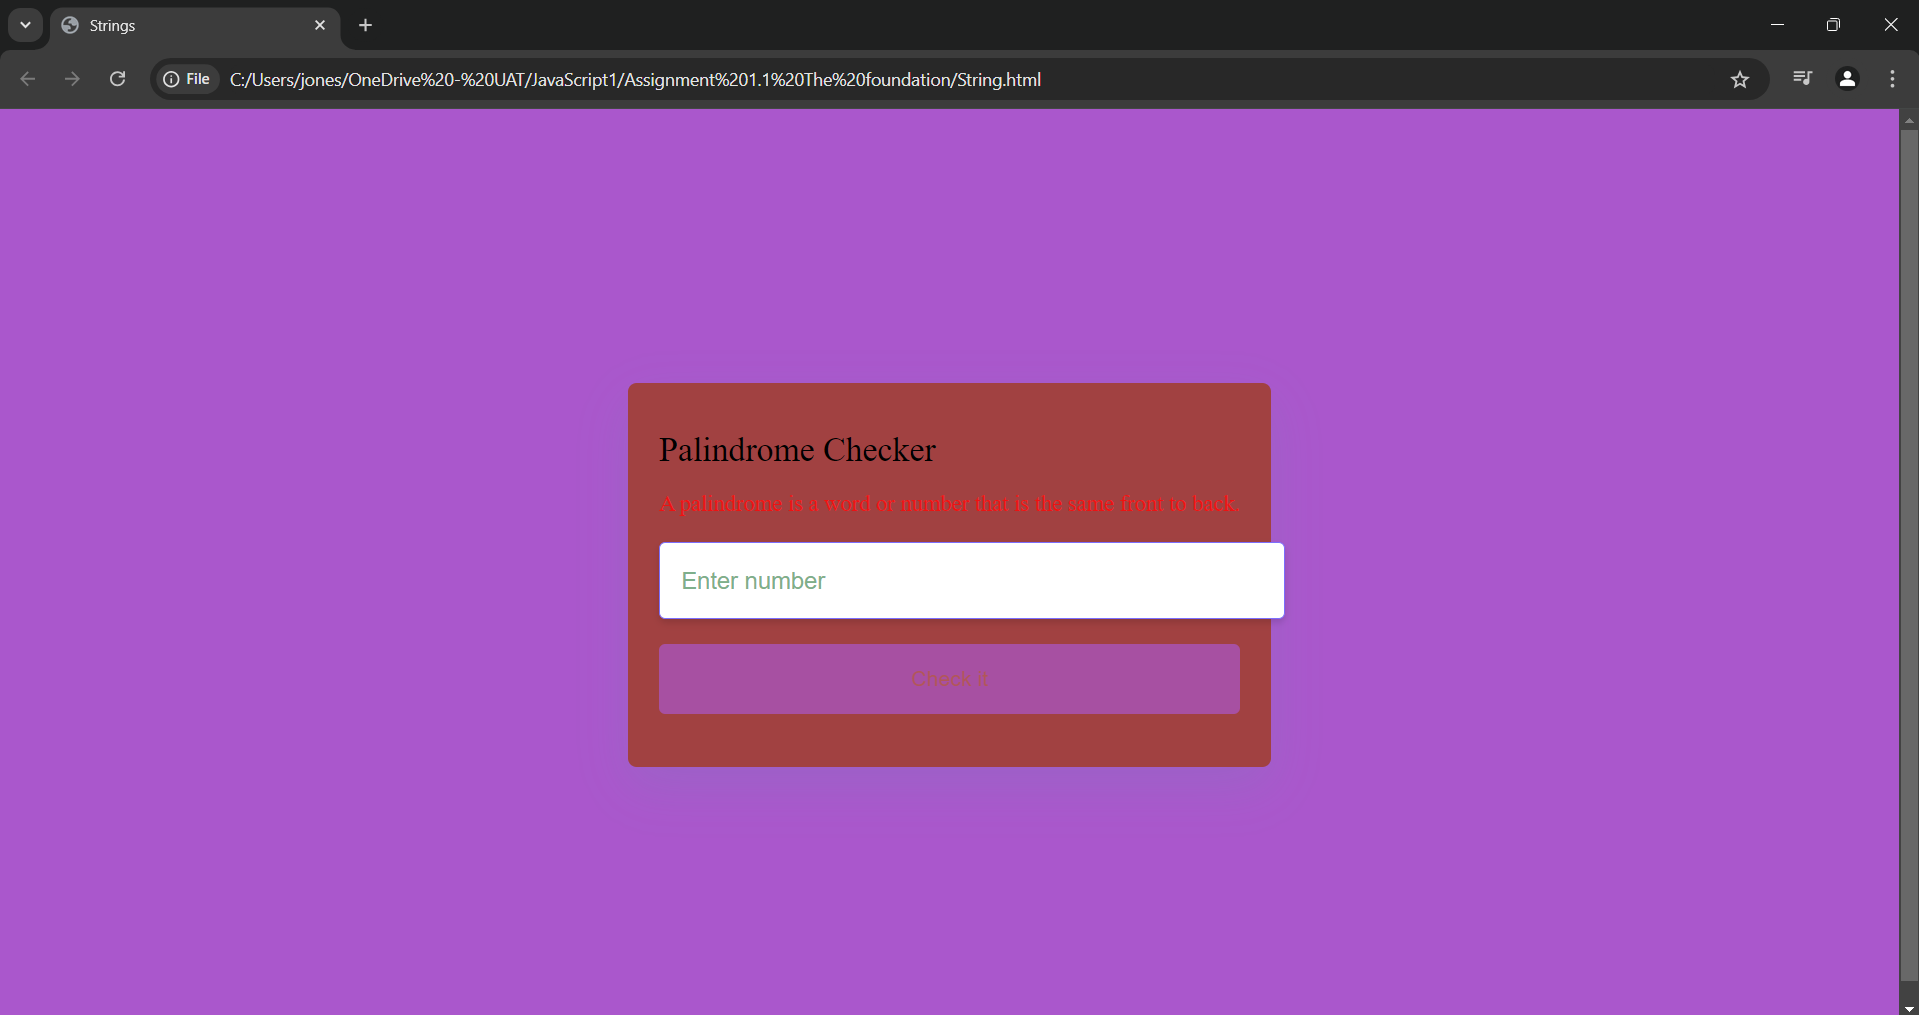 Strings
File
C:/Users/jones/OneDrive%20-%20UAT/JavaScript1/Assignment%201.1%20The%20foundation/String.html
Palindrome Checker
A palindrome is a word or number that is the same front to back.
Enter number
Check it